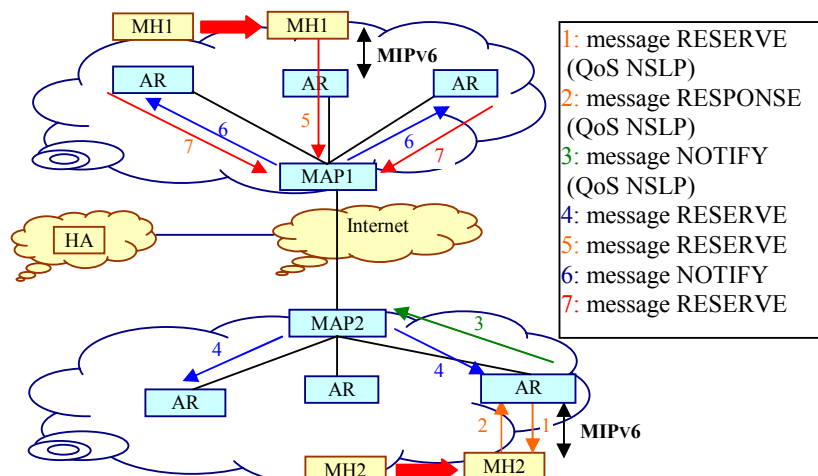 MH1
MH1
MIPv6
AR
AR
AR
6
5
6
7
7
MAP1
Internet
HA
MAP2
3
4
4
AR
AR
AR
2
1
MIPv6
MH2
MH2
1: message RESERVE
(QoS NSLP)
2: message RESPONSE
(QoS NSLP)
3: message NOTIFY
(QoS NSLP)
4: message RESERVE
5: message RESERVE
6: message NOTIFY
7: message RESERVE